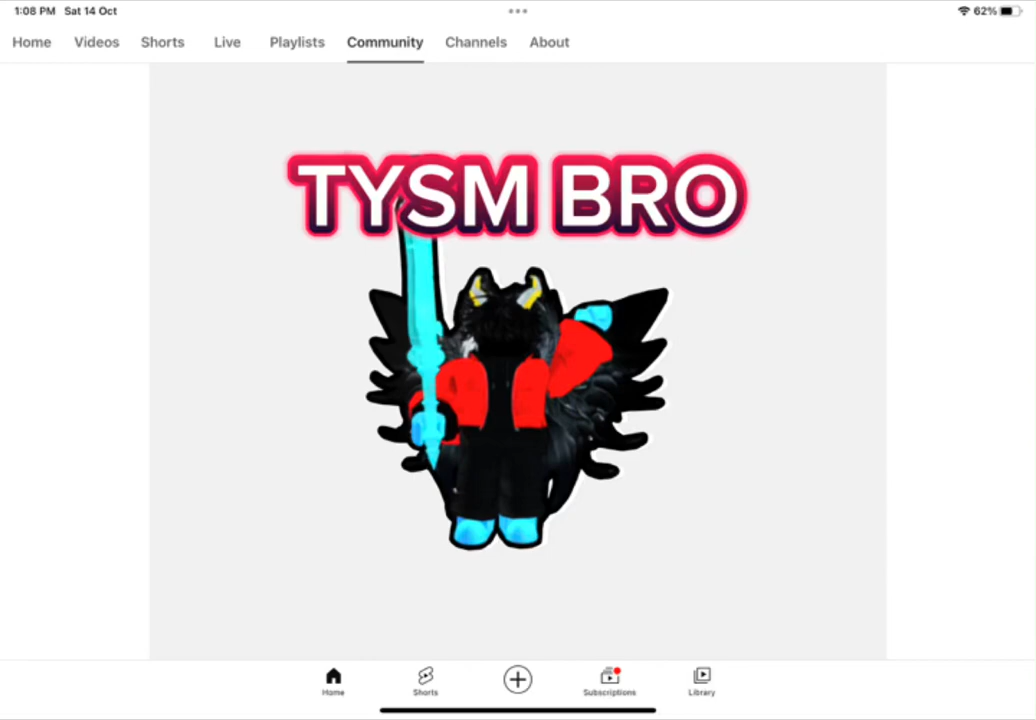 1:08 PM Sat 14 Oct 62%
Home Videos Shorts Live Playlists Community Channels About
TYSM BRO
Home Shorts Subscriptions Library